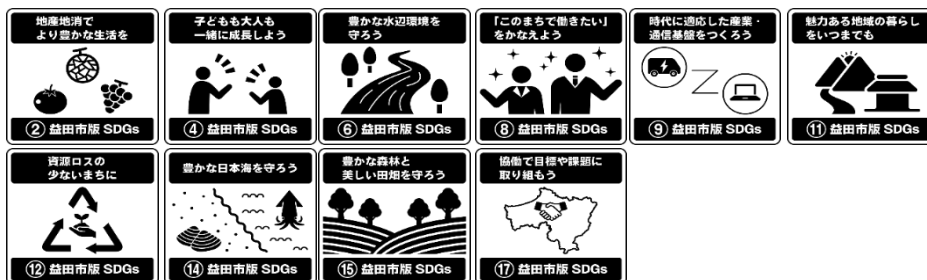 地産地消で
より豊かな生活を
② 益田市版 SDGs
子どもも大人も
一緒に成長しよう
④ 益田市版 SDGs
豊かな水辺環境を
守ろう
⑥ 益田市版 SDGs
「このまちで働きたい」
をかなえよう
⑧ 益田市版 SDGs
時代に適応した産業・
通信基盤をつくろう
⑨ 益田市版 SDGs
魅力ある地域の暮らし
をいつまでも
⑪ 益田市版 SDGs
資源ロスの
少ないまちに
⑫ 益田市版 SDGs
豊かな日本海を守ろう
⑭ 益田市版 SDGs
豊かな森林と
美しい田畑を守ろう
⑮ 益田市版 SDGs
協働で目標や課題に
取り組もう
⑰ 益田市版 SDGs